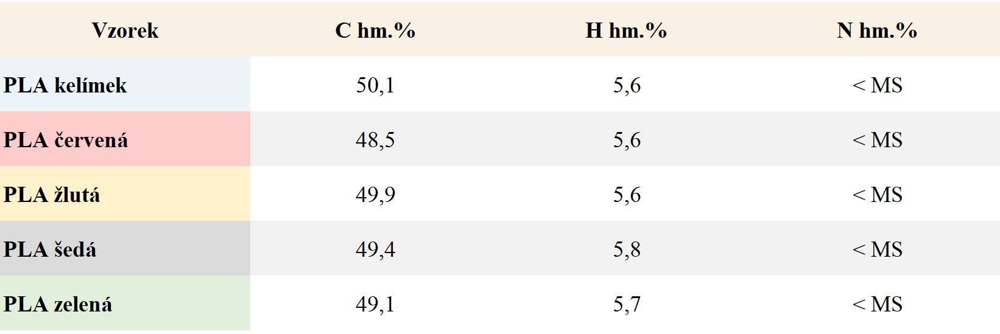 Vzorek C hm.% H hm.% N hm.%
PLA kelímek 50,1 5,6 < MS
PLA červená 48,5 5,6 < MS
PLA žlutá 49,9 5,6 < MS
PLA šedá 49,4 5,8 < MS
PLA zelená 49,1 5,7 < MS